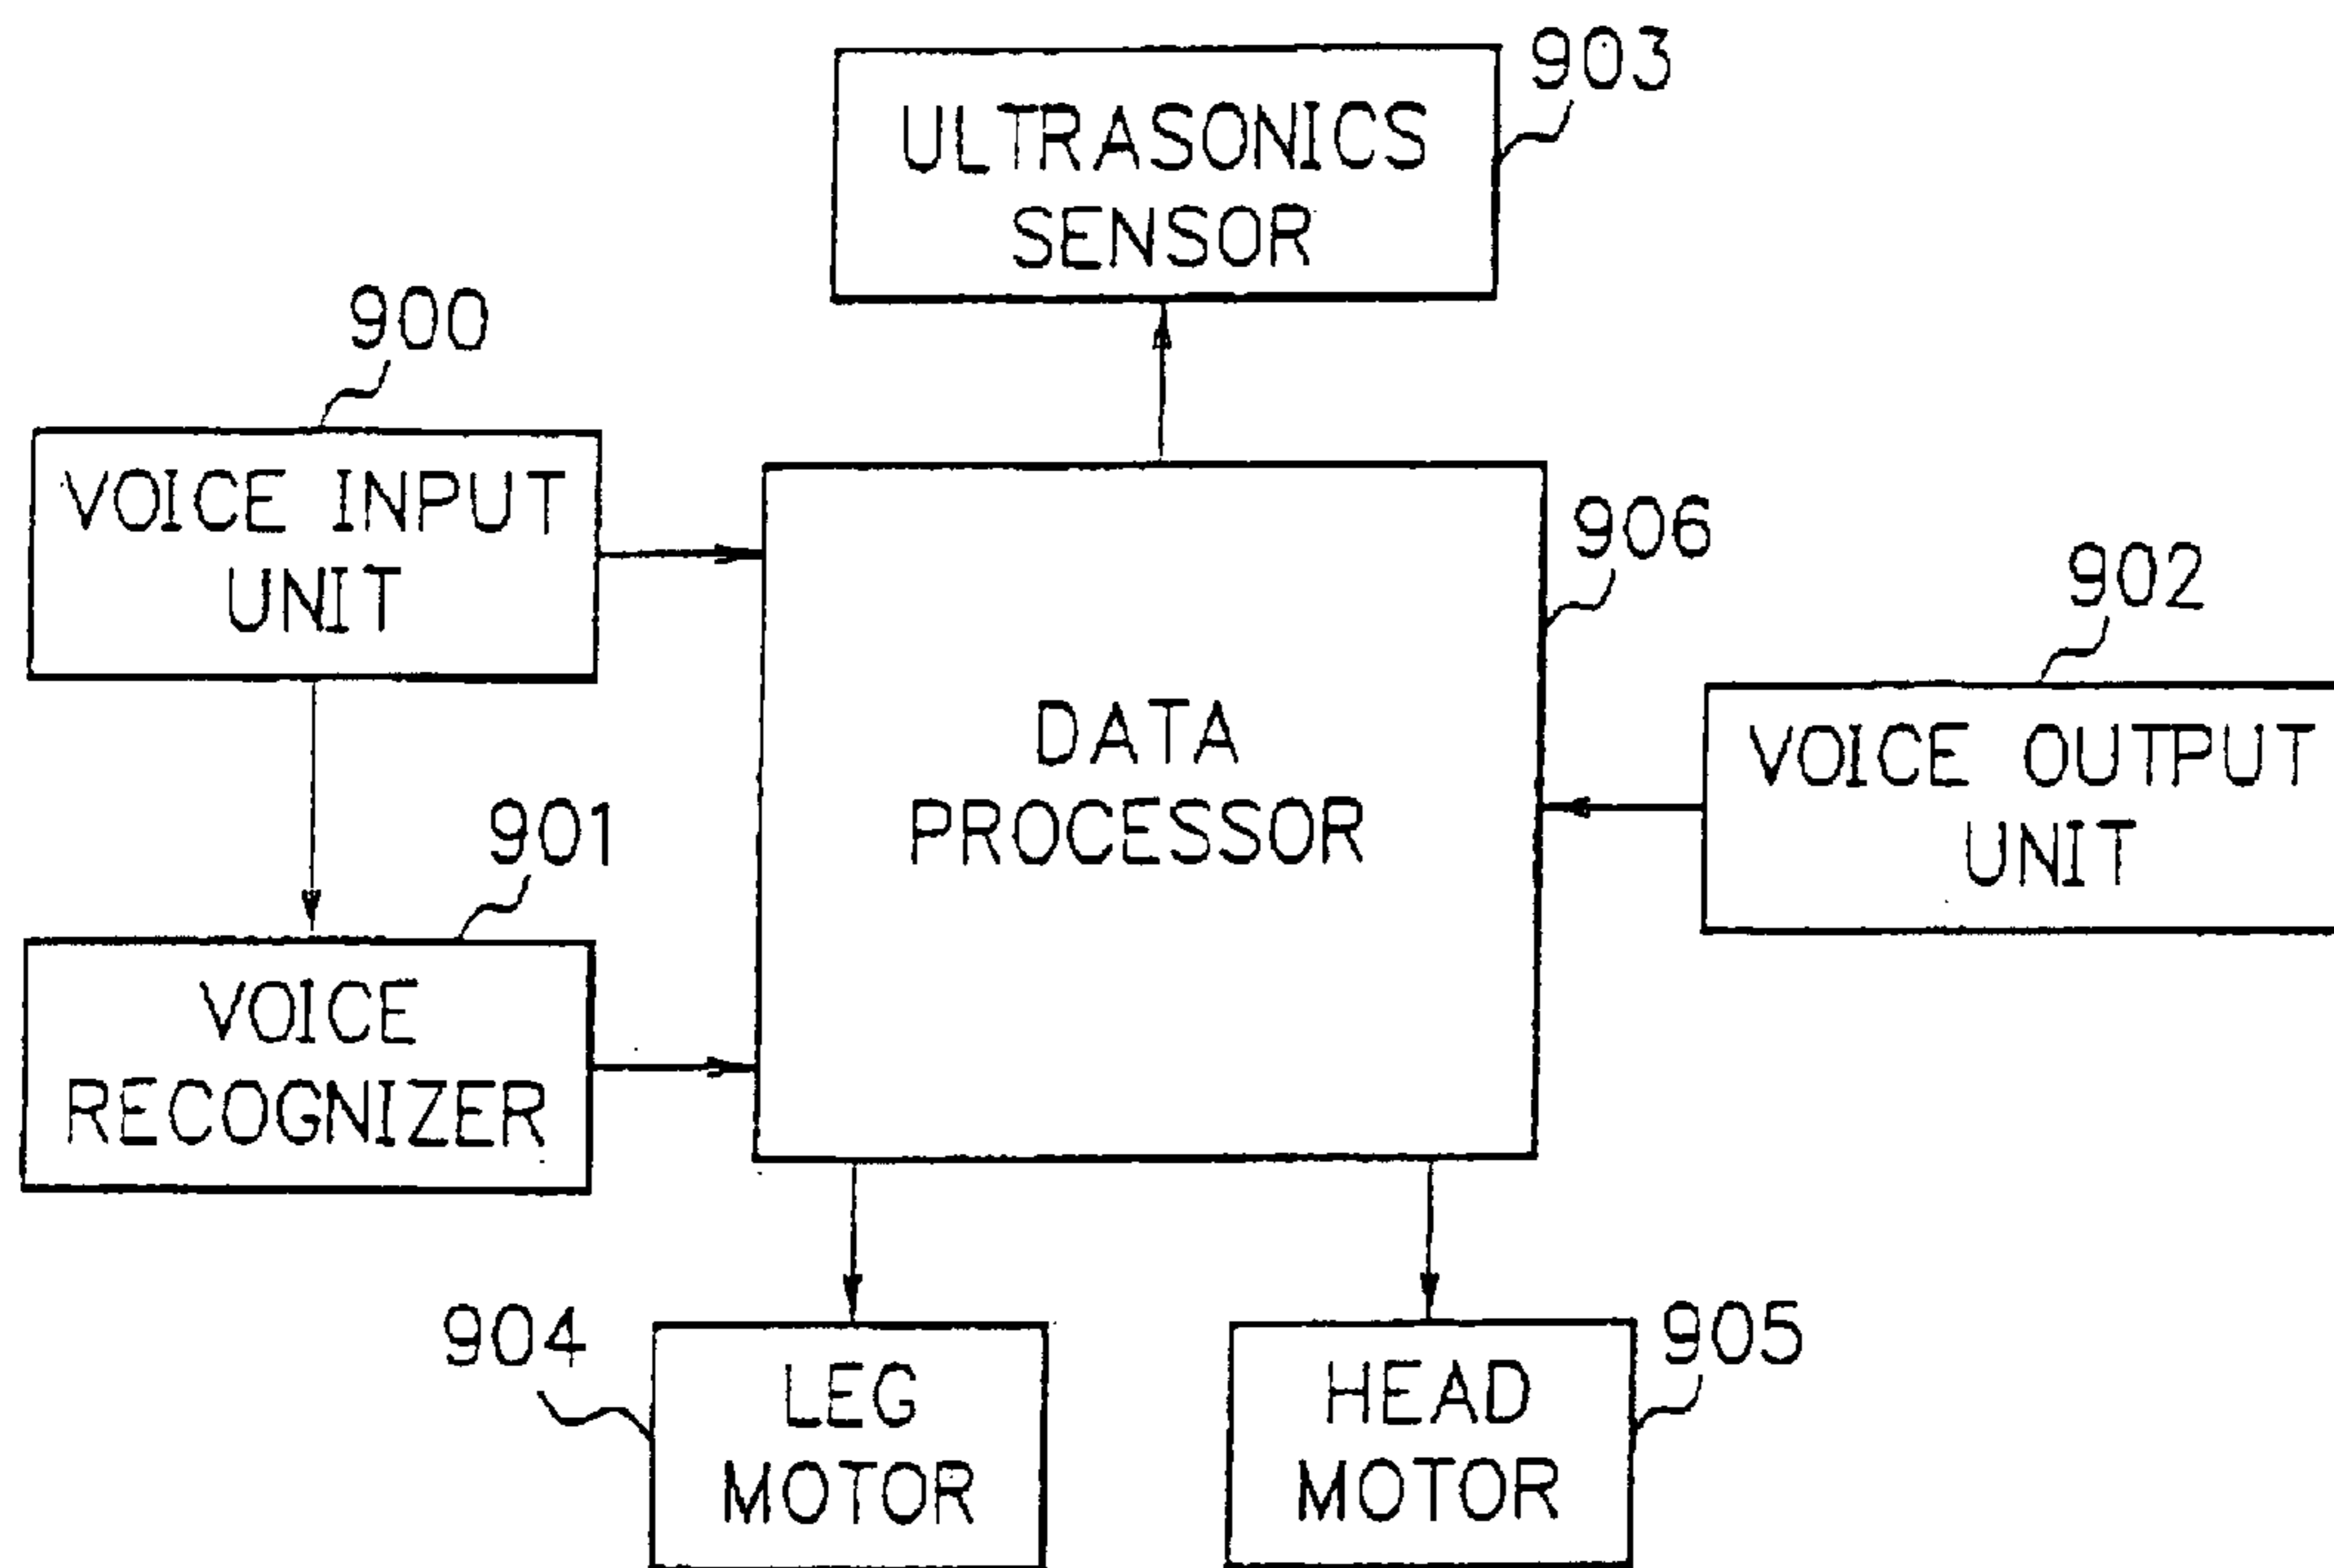 903
ULTRASONICS
SENSOR
900
VOICE INPUT
UNIT
906
902
DATA
PROCESSOR
VOICE OUTPUT
UNIT
901
VOICE
RECOGNIZER
904
LEG
MOTOR
905
HEAD
MOTOR